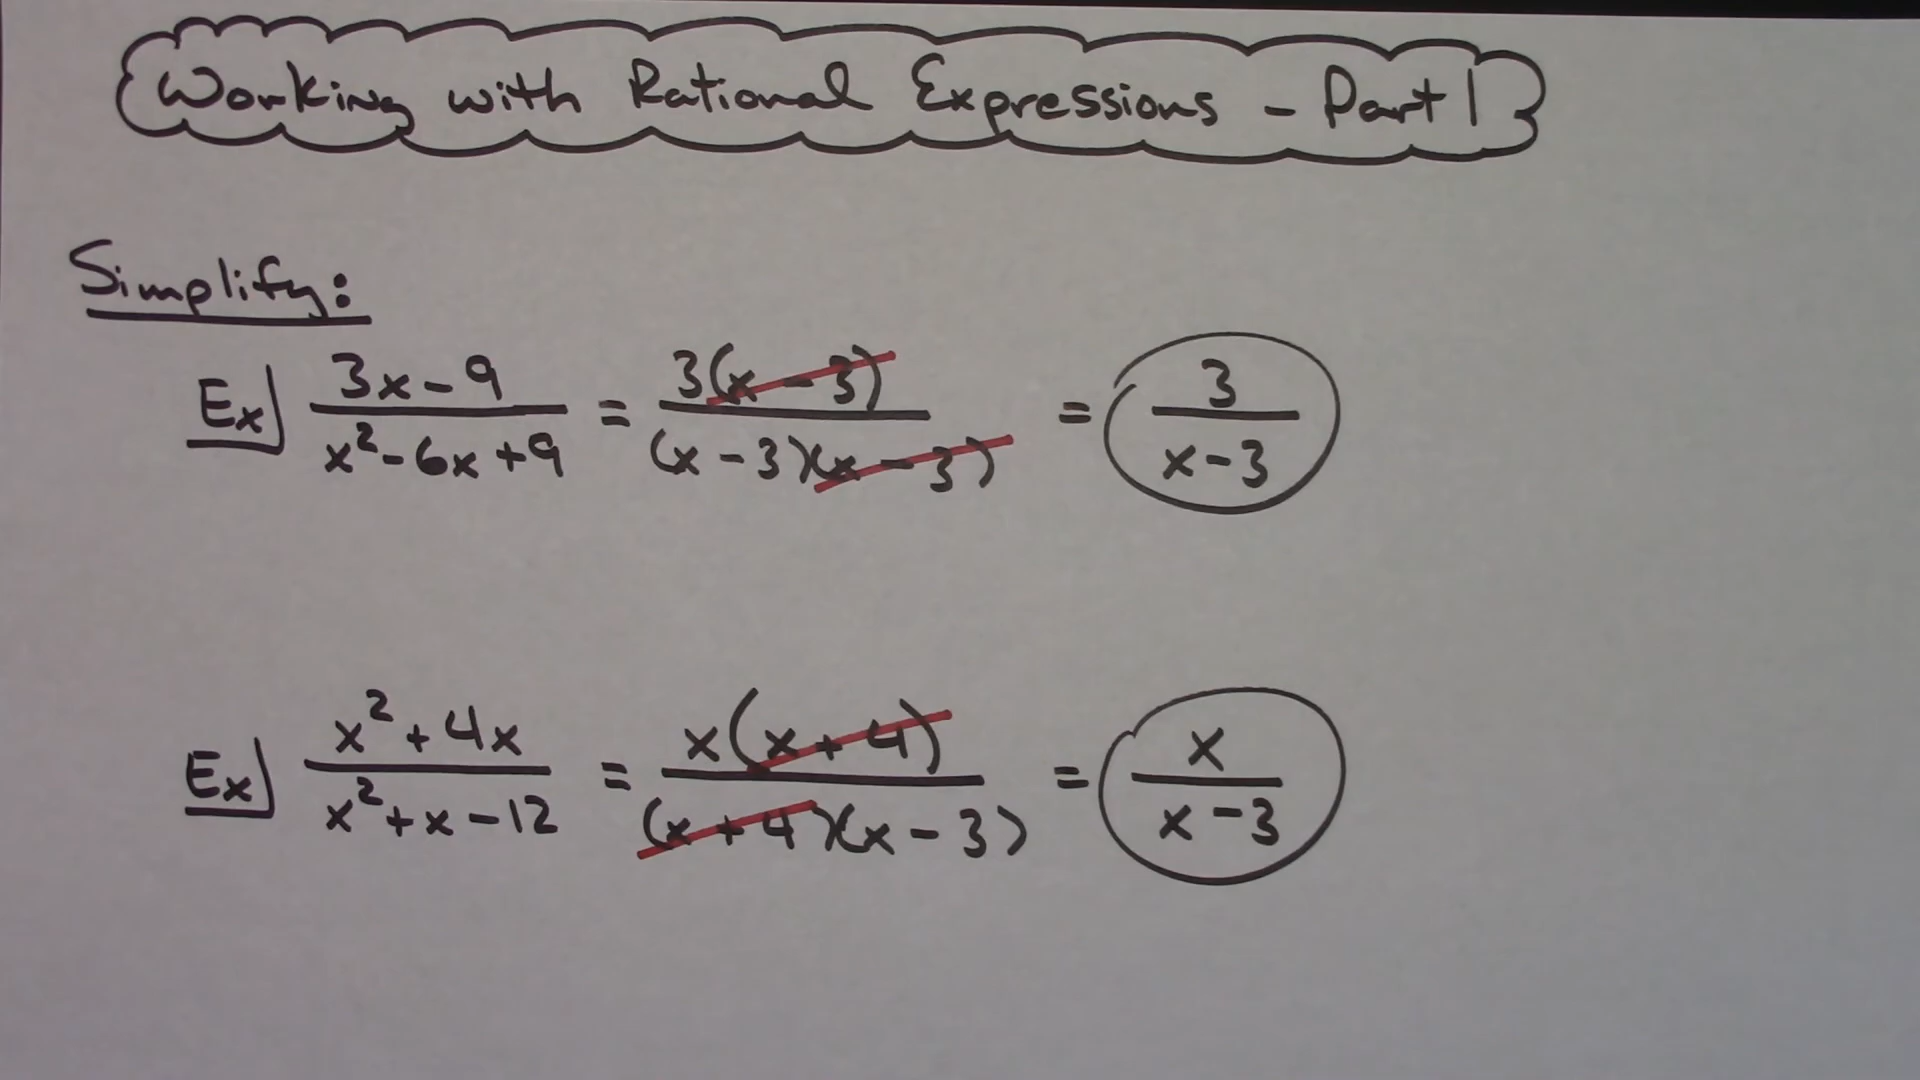 Working with Rational Expressions - Part 1
Simplify:
Ex] (3x-9)/(x²-6x+9) = 3(x-3)/((x-3)(x-3)) = 3/(x-3)
Ex] (x²+4x)/(x²+x-12) = x(x+4)/((x+4)(x-3)) = x/(x-3)